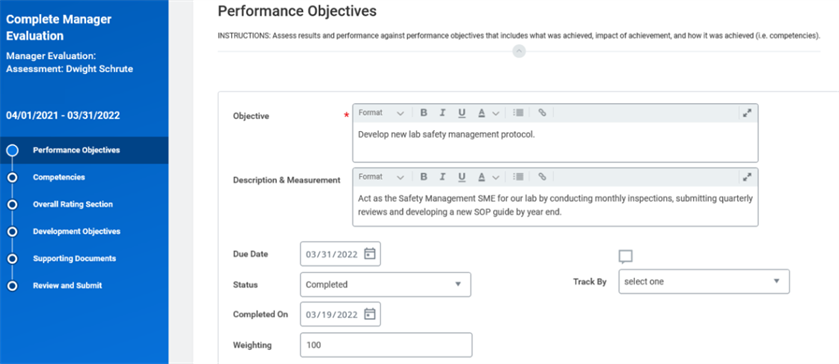 Complete Manager
Evaluation
Manager Evaluation:
Assessment: Dwight Schrute
04/01/2021 - 03/31/2022
Performance Objectives
Competencies
Overall Rating Section
Development Objectives
Supporting Documents
Review and Submit
Performance Objectives
INSTRUCTIONS: Assess results and performance against performance objectives that includes what was achieved, impact of achievement, and how it was achieved (i.e. competencies).
Objective *
Format B I U A
Develop new lab safety management protocol.
Description & Measurement
Format B I U A
Act as the Safety Management SME for our lab by conducting monthly inspections, submitting quarterly
reviews and developing a new SOP guide by year end.
Due Date 03/31/2022
Status Completed
Track By select one
Completed On 03/19/2022
Weighting 100